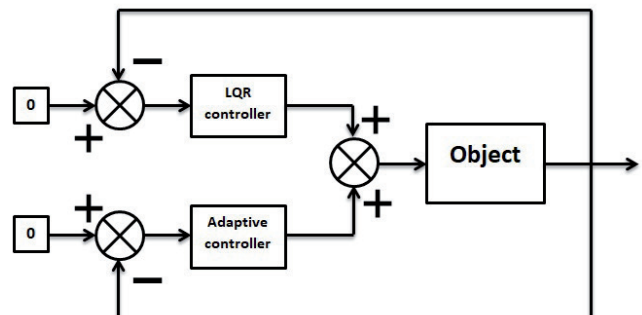 −
0
LQR
controller
+
+
Object
+
0
Adaptive
controller
+
−